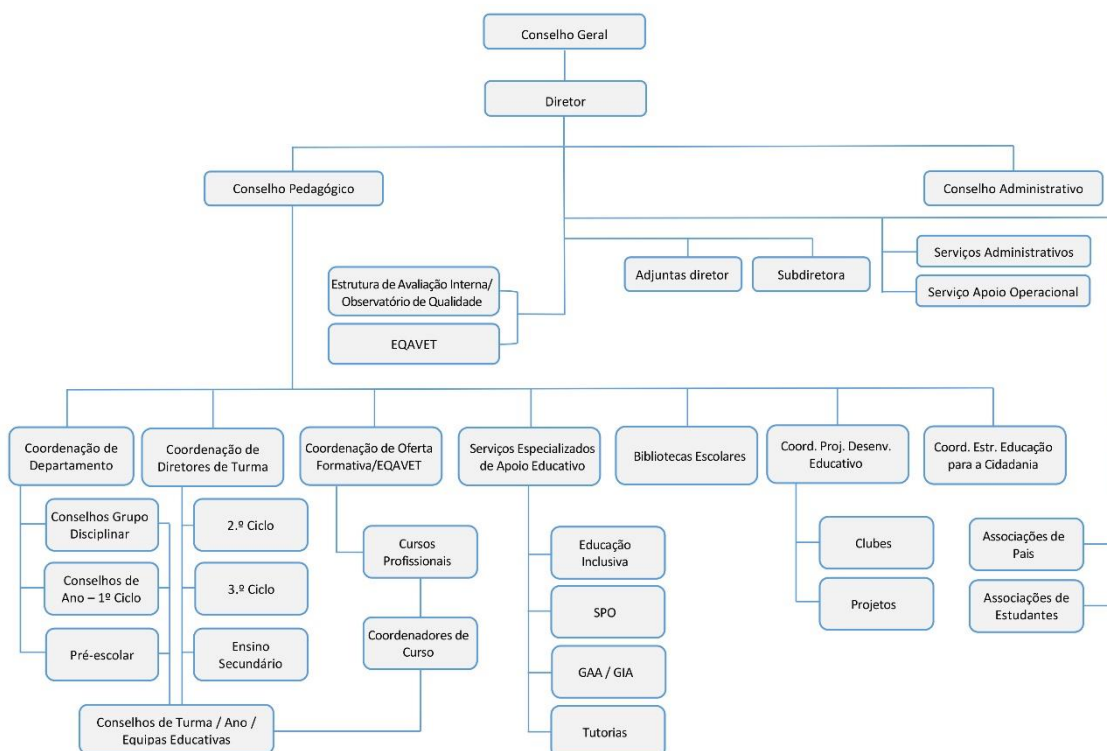 Conselho Geral
Diretor
Conselho Pedagógico
Conselho Administrativo
Serviços Administrativos
Adjuntas diretor
Subdiretora
Serviço Apoio Operacional
Estrutura de Avaliação Interna/
Observatório de Qualidade
EQAVET
Coordenação de
Departamento
Coordenação de
Diretores de Turma
Coordenação de Oferta
Formativa/EQAVET
Serviços Especializados
de Apoio Educativo
Bibliotecas Escolares
Coord. Proj. Desenv.
Educativo
Coord. Estr. Educação
para a Cidadania
Conselhos Grupo
Disciplinar
2.º Ciclo
Cursos
Profissionais
Educação
Inclusiva
Clubes
Associações de
Pais
Conselhos de
Ano – 1º Ciclo
3.º Ciclo
SPO
Projetos
Associações de
Estudantes
Pré-escolar
Ensino
Secundário
Coordenadores de
Curso
GAA / GIA
Conselhos de Turma / Ano /
Equipas Educativas
Tutorias